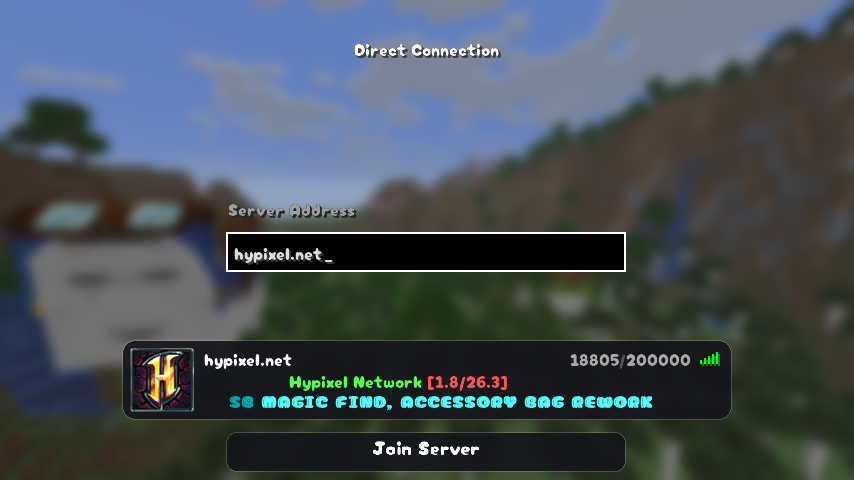 Direct Connection
Server Address
hypixel.net_
hypixel.net 18805/200000
Hypixel Network [1.8/26.3]
SB MAGIC FIND, ACCESSORY BAG REWORK
Join Server